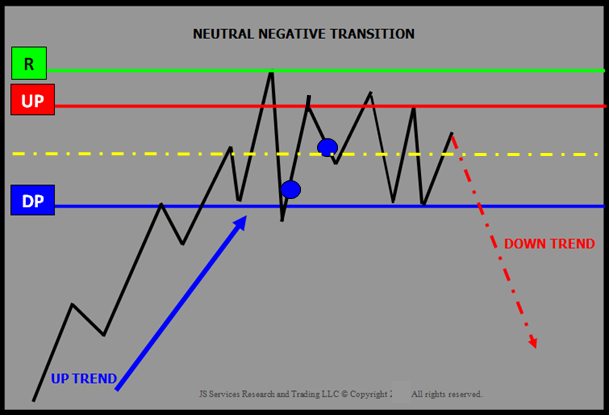 NEUTRAL NEGATIVE TRANSITION
R
UP
DP
DOWN TREND
UP TREND
JS Services Research and Trading LLC © Copyright All rights reserved.